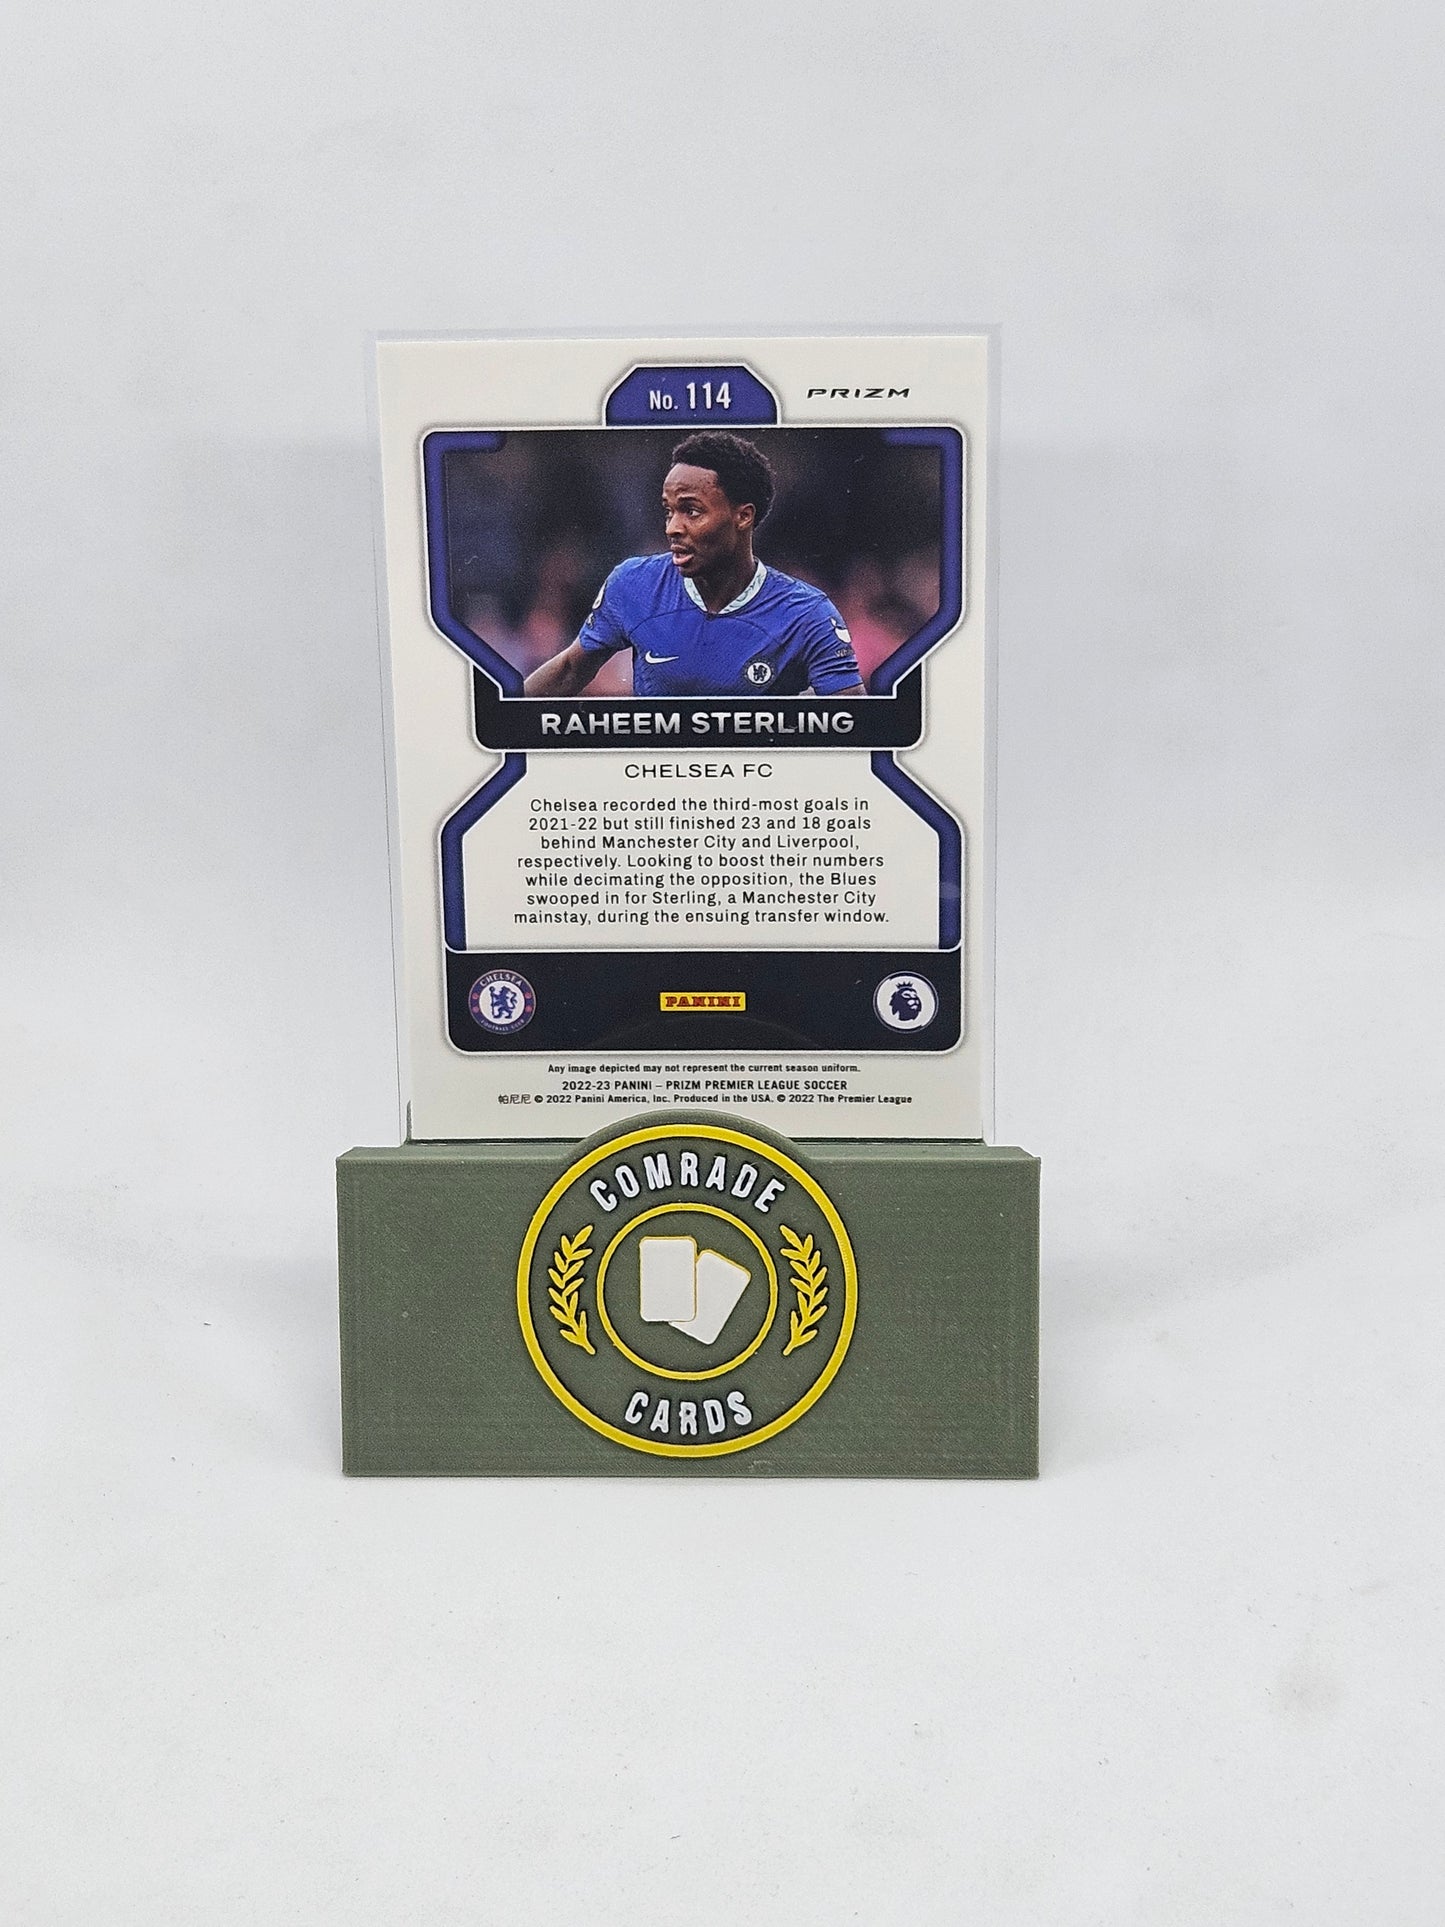 No. 114
PRIZM
RAHEEM STERLING
CHELSEA FC
Chelsea recorded the third-most goals in
2021-22 but still finished 23 and 18 goals
behind Manchester City and Liverpool,
respectively. Looking to boost their numbers
while decimating the opposition, the Blues
swooped in for Sterling, a Manchester City
mainstay, during the ensuing transfer window.
CHELSEA
FOOTBALL CLUB
PANINI
Any image depicted may not represent the current season uniform.
2022-23 PANINI – PRIZM PREMIER LEAGUE SOCCER
帕尼尼 © 2022 Panini America, Inc. Produced in the USA. © 2022 The Premier League
COMRADE
CARDS